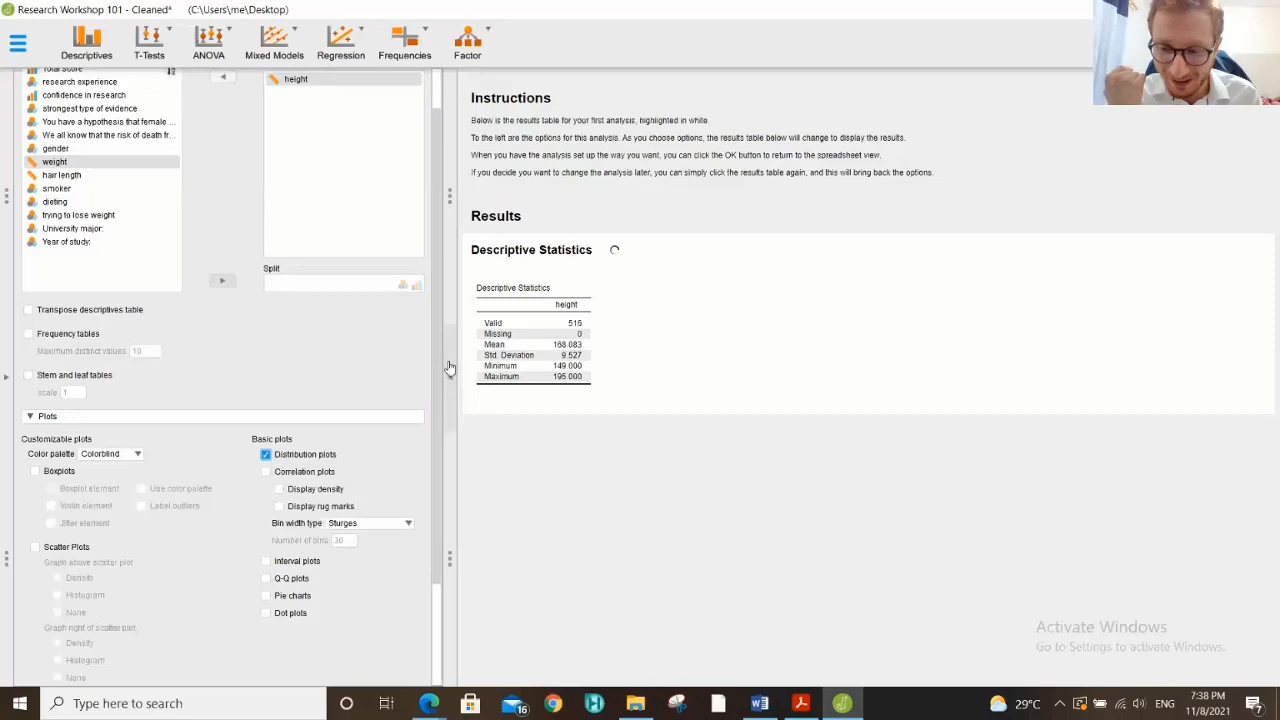 Research Workshop 101 - Cleaned* (C:\Users\me\Desktop)
Descriptives T-Tests ANOVA Mixed Models Regression Frequencies Factor
Total score
research experience
confidence in research
strongest type of evidence
You have a hypothesis that female ...
We all know that the risk of death fr...
gender
weight
hair length
smoker
dieting
trying to lose weight
University major:
Year of study:
height
Split
Transpose descriptives table
Frequency tables
Maximum distinct values 10
Stem and leaf tables
scale 1
Plots
Customizable plots
Color palette Colorblind
Boxplots
Boxplot element Use color palette
Violin element Label outliers
Jitter element
Scatter Plots
Graph above scatter plot
Density
Histogram
None
Graph right of scatter plot
Density
Histogram
None
Basic plots
Distribution plots
Correlation plots
Display density
Display rug marks
Bin width type: Sturges
Number of bins 30
Interval plots
Q-Q plots
Pie charts
Dot plots
Instructions
Below is the results table for your first analysis, highlighted in white.
To the left are the options for this analysis. As you choose options, the results table below will change to display the results.
When you have the analysis set up the way you want, you can click the OK button to return to the spreadsheet view.
If you decide you want to change the analysis later, you can simply click the results table again, and this will bring back the options.
Results
Descriptive Statistics
Descriptive Statistics
height
Valid 516
Missing 0
Mean 168.083
Std. Deviation 9.527
Minimum 149.000
Maximum 195.000
Activate Windows
Go to Settings to activate Windows.
Type here to search
16
29°C
ENG
7:38 PM
11/8/2021
7